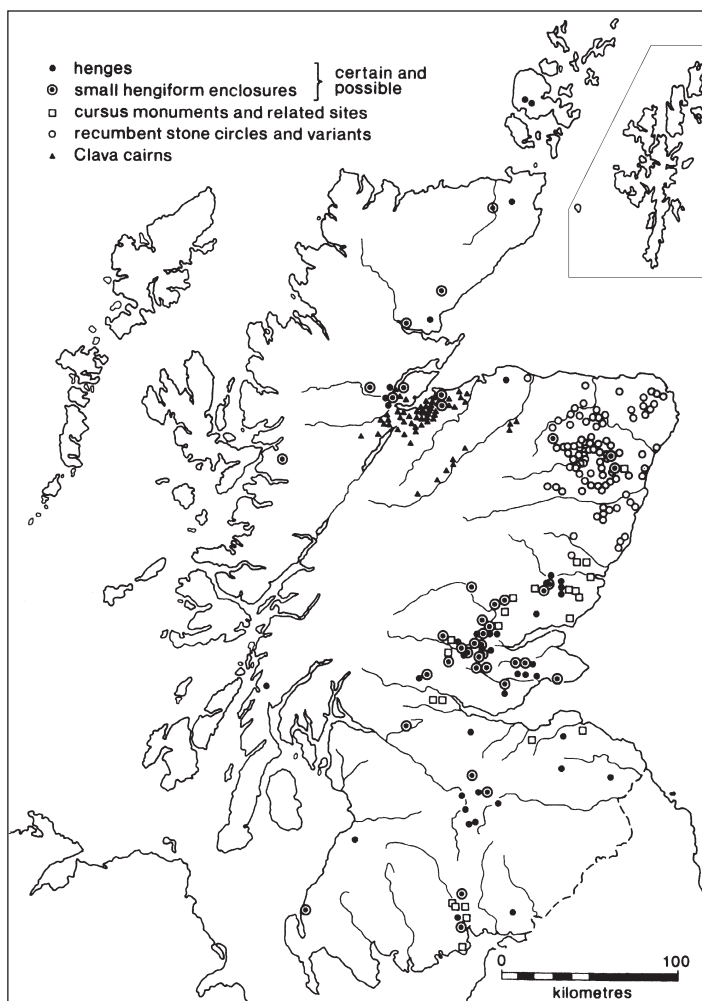 henges
small hengiform enclosures
certain and
possible
cursus monuments and related sites
recumbent stone circles and variants
Clava cairns
0 100
kilometres